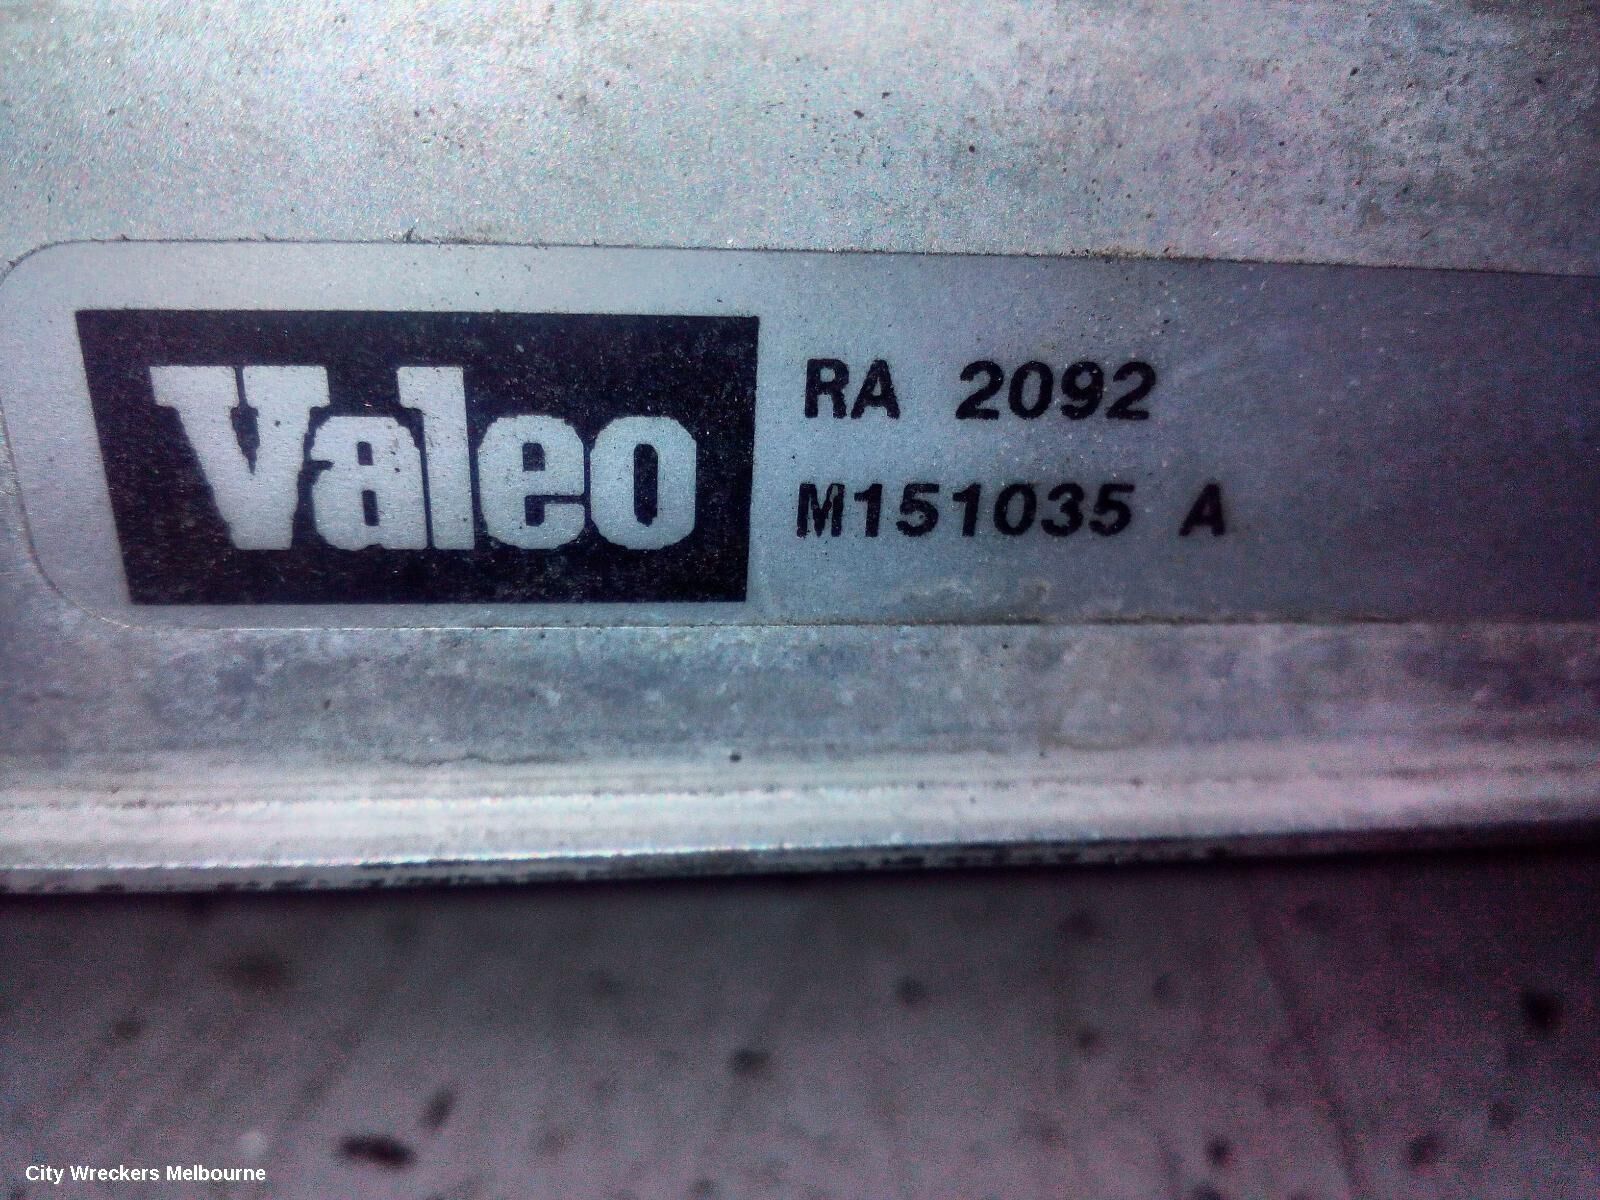 Valeo
RA 2092
M151035 A
City Wreckers Melbourne